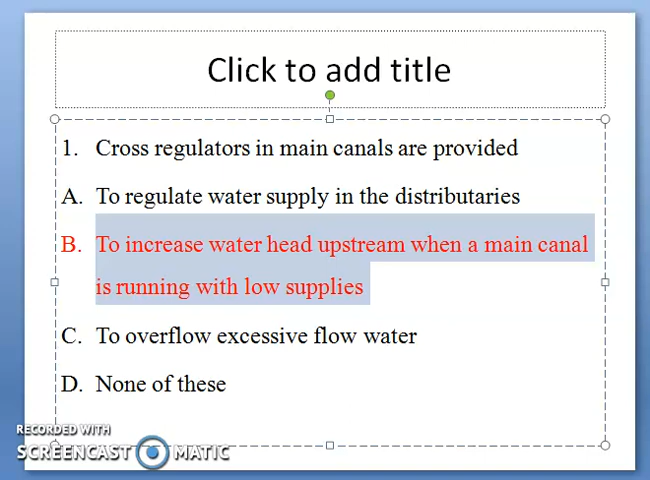 Click to add title
1. Cross regulators in main canals are provided
A. To regulate water supply in the distributaries
B. To increase water head upstream when a main canal
is running with low supplies
C. To overflow excessive flow water
D. None of these
RECORDED WITH
SCREENCAST MATIC